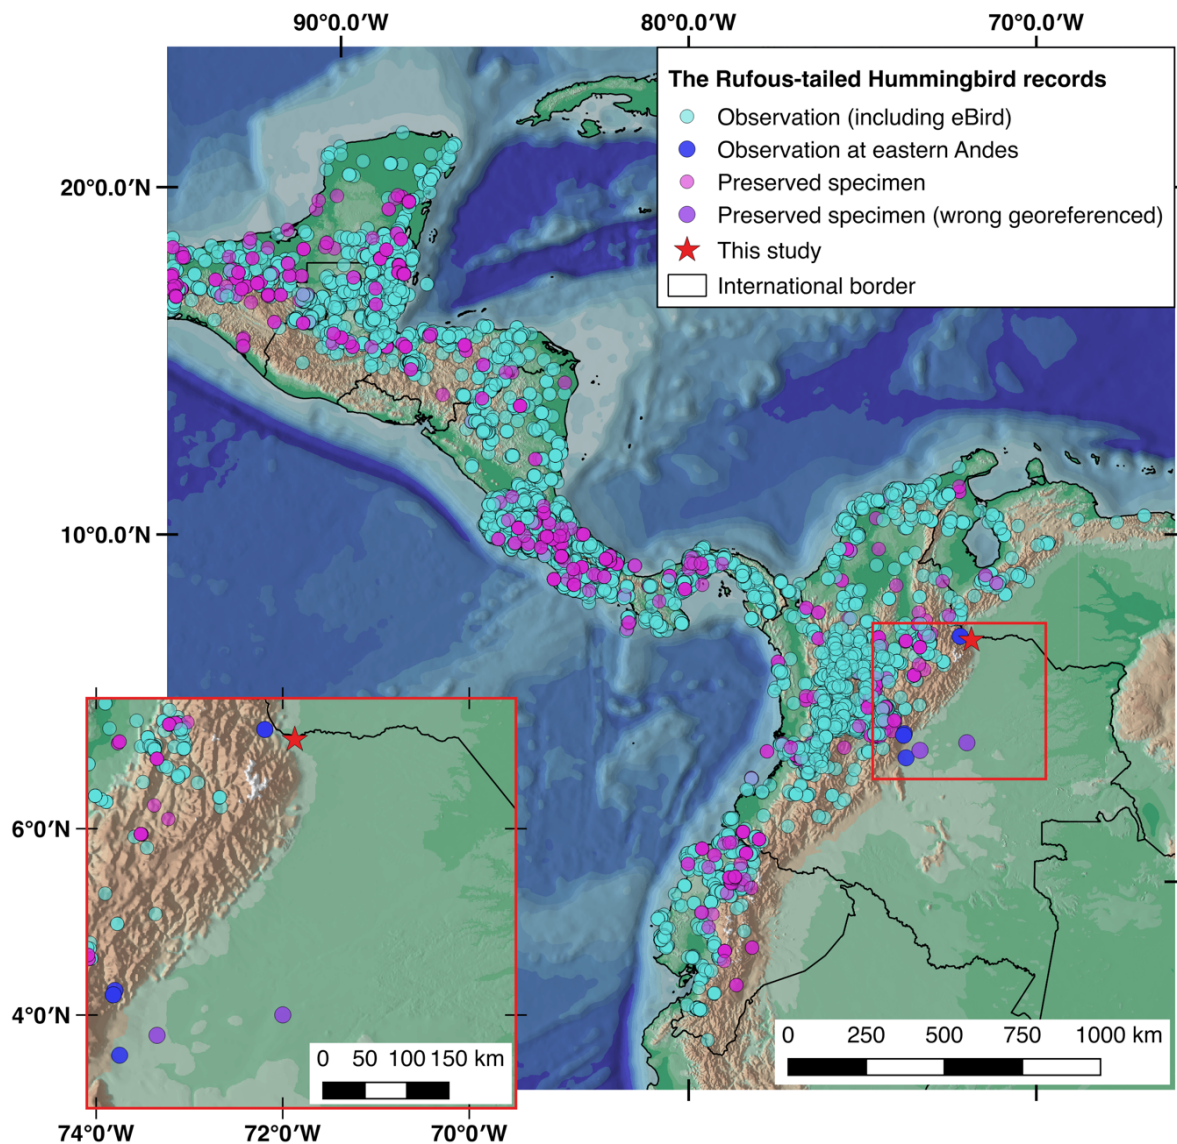 90°0.0′W 80°0.0′W 70°0.0′W
The Rufous-tailed Hummingbird records
Observation (including eBird)
Observation at eastern Andes
Preserved specimen
Preserved specimen (wrong georeferenced)
This study
International border
20°0.0′N
10°0.0′N
6°0′N
4°0′N
0 50 100 150 km
0 250 500 750 1000 km
74°0′W 72°0′W 70°0′W